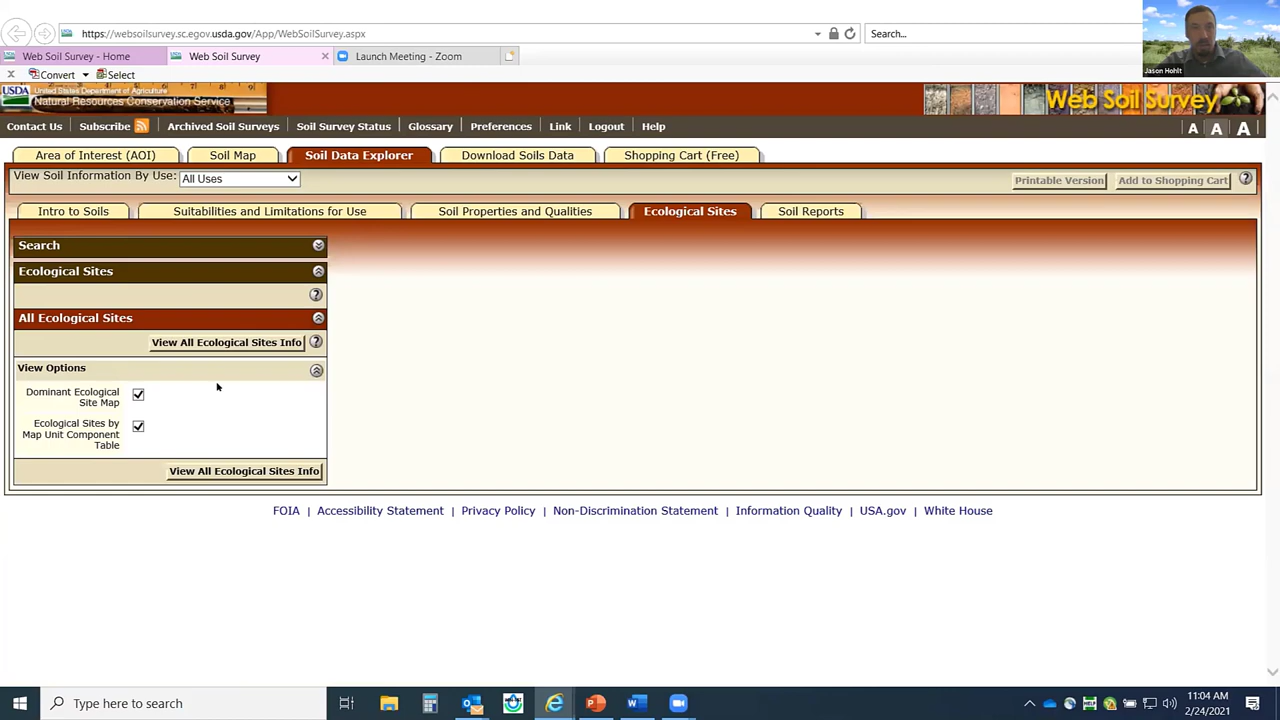 https://websoilsurvey.sc.egov.usda.gov/App/WebSoilSurvey.aspx
Search...
Web Soil Survey - Home
Web Soil Survey
Launch Meeting - Zoom
Convert
Select
Jason Hohlt
USDA
United States Department of Agriculture
Natural Resources Conservation Service
Web Soil Survey
Contact Us
Subscribe
Archived Soil Surveys
Soil Survey Status
Glossary
Preferences
Link
Logout
Help
A A A
Area of Interest (AOI)
Soil Map
Soil Data Explorer
Download Soils Data
Shopping Cart (Free)
View Soil Information By Use: All Uses
Printable Version
Add to Shopping Cart
Intro to Soils
Suitabilities and Limitations for Use
Soil Properties and Qualities
Ecological Sites
Soil Reports
Search
Ecological Sites
All Ecological Sites
View All Ecological Sites Info
View Options
Dominant Ecological
Site Map
Ecological Sites by
Map Unit Component
Table
View All Ecological Sites Info
FOIA | Accessibility Statement | Privacy Policy | Non-Discrimination Statement | Information Quality | USA.gov | White House
Type here to search
11:04 AM
2/24/2021